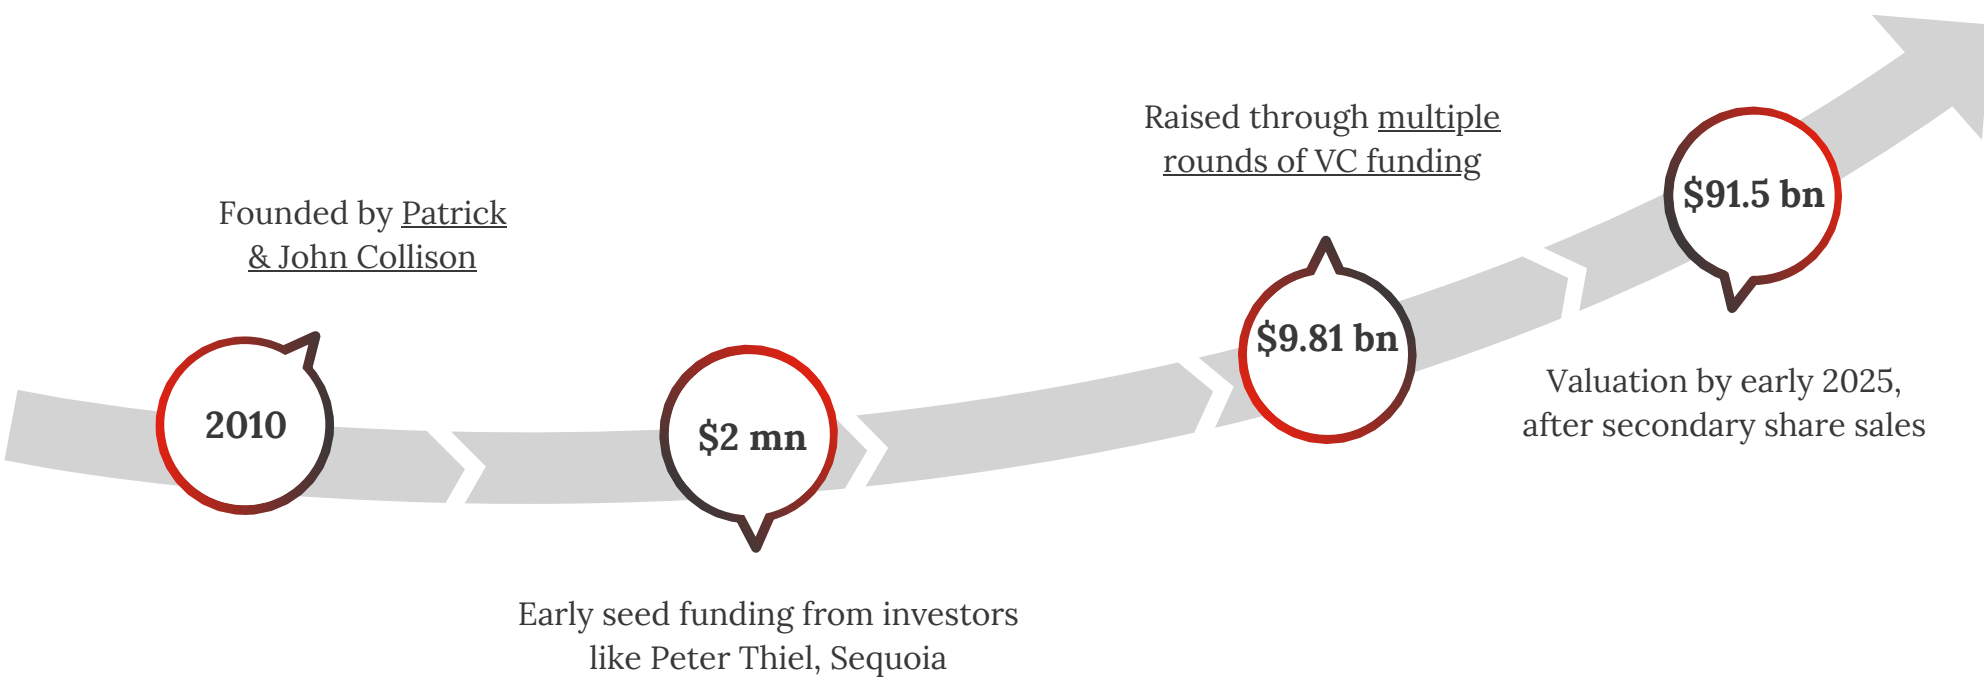 Founded by Patrick
& John Collison
2010
$2 mn
Early seed funding from investors
like Peter Thiel, Sequoia
Raised through multiple
rounds of VC funding
$9.81 bn
$91.5 bn
Valuation by early 2025,
after secondary share sales